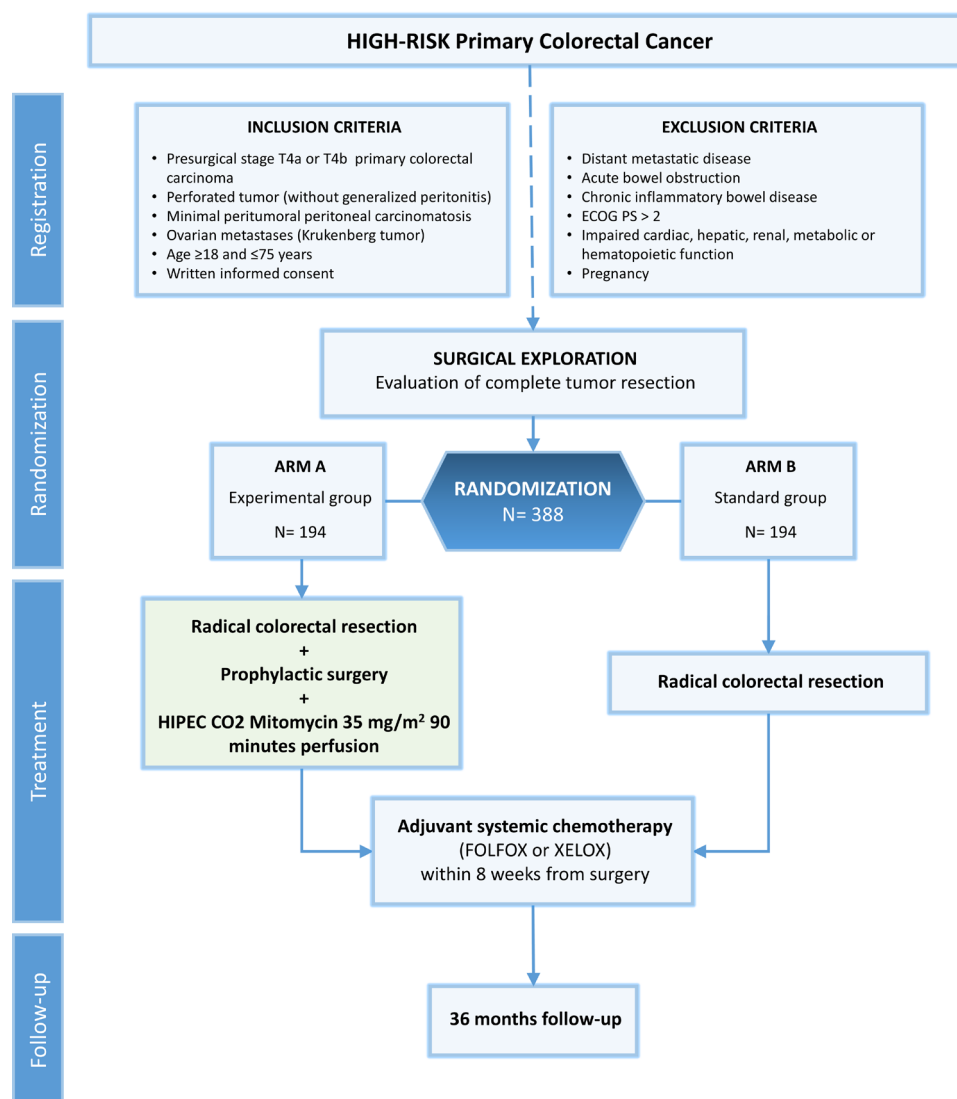 HIGH-RISK Primary Colorectal Cancer
Registration
INCLUSION CRITERIA
• Presurgical stage T4a or T4b primary colorectal
carcinoma
• Perforated tumor (without generalized peritonitis)
• Minimal peritumoral peritoneal carcinomatosis
• Ovarian metastases (Krukenberg tumor)
• Age ≥18 and ≤75 years
• Written informed consent
EXCLUSION CRITERIA
• Distant metastatic disease
• Acute bowel obstruction
• Chronic inflammatory bowel disease
• ECOG PS > 2
• Impaired cardiac, hepatic, renal, metabolic or
hematopoietic function
• Pregnancy
Randomization
SURGICAL EXPLORATION
Evaluation of complete tumor resection
ARM A
Experimental group
N= 194
RANDOMIZATION
N= 388
ARM B
Standard group
N= 194
Treatment
Radical colorectal resection
+
Prophylactic surgery
+
HIPEC CO2 Mitomycin 35 mg/m² 90
minutes perfusion
Radical colorectal resection
Adjuvant systemic chemotherapy
(FOLFOX or XELOX)
within 8 weeks from surgery
Follow-up
36 months follow-up